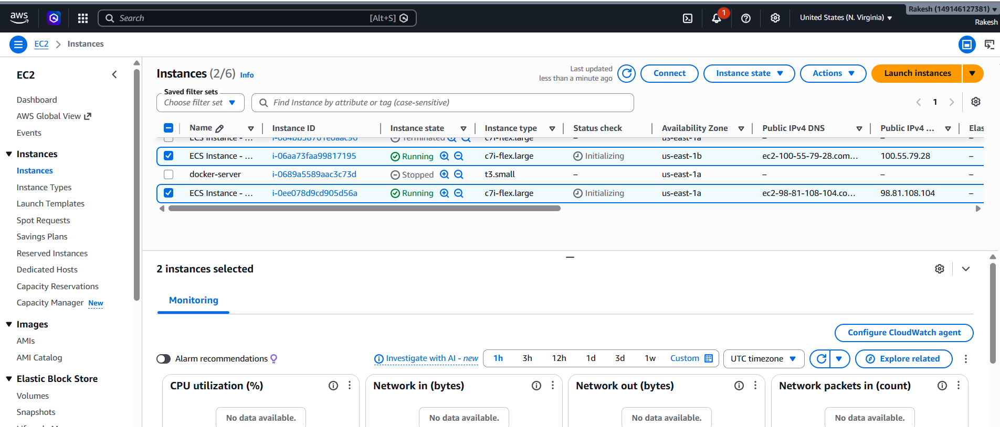 aws
Search
[Alt+S]
1
United States (N. Virginia)
Rakesh (149146127381)
Rakesh
EC2
Instances
EC2
Dashboard
AWS Global View
Events
Instances
Instances
Instance Types
Launch Templates
Spot Requests
Savings Plans
Reserved Instances
Dedicated Hosts
Capacity Reservations
Capacity Manager New
Images
AMIs
AMI Catalog
Elastic Block Store
Volumes
Snapshots
Instances (2/6) Info
Last updated
less than a minute ago
Connect
Instance state
Actions
Launch instances
Saved filter sets
Choose filter set
Find Instance by attribute or tag (case-sensitive)
1
Name Instance ID Instance state Instance type Status check Availability Zone Public IPv4 DNS Public IPv4 ... Elas
ECS Instance - ... i-084bb58761e0aac96 Terminated c7i-flex.large – us-east-1a – – –
ECS Instance - ... i-06aa73faa99817195 Running c7i-flex.large Initializing us-east-1b ec2-100-55-79-28.com... 100.55.79.28 –
docker-server i-0689a5589aac3c73d Stopped t3.small – us-east-1a – – –
ECS Instance - ... i-0ee078d9cd905d56a Running c7i-flex.large Initializing us-east-1a ec2-98-81-108-104.co... 98.81.108.104 –
2 instances selected
Monitoring
Configure CloudWatch agent
Alarm recommendations
Investigate with AI - new
1h 3h 12h 1d 3d 1w Custom
UTC timezone
Explore related
CPU utilization (%)
No data available.
Network in (bytes)
No data available.
Network out (bytes)
No data available.
Network packets in (count)
No data available.